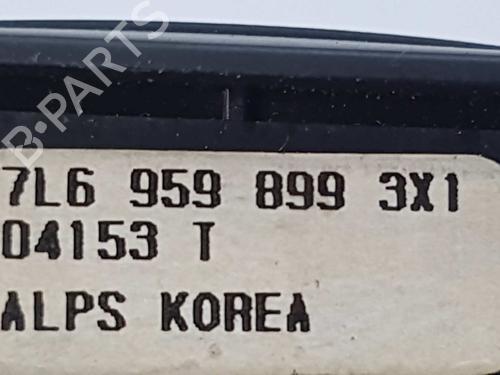 B-PARTS
7L6 959 899 3X1
04153 T
ALPS KOREA